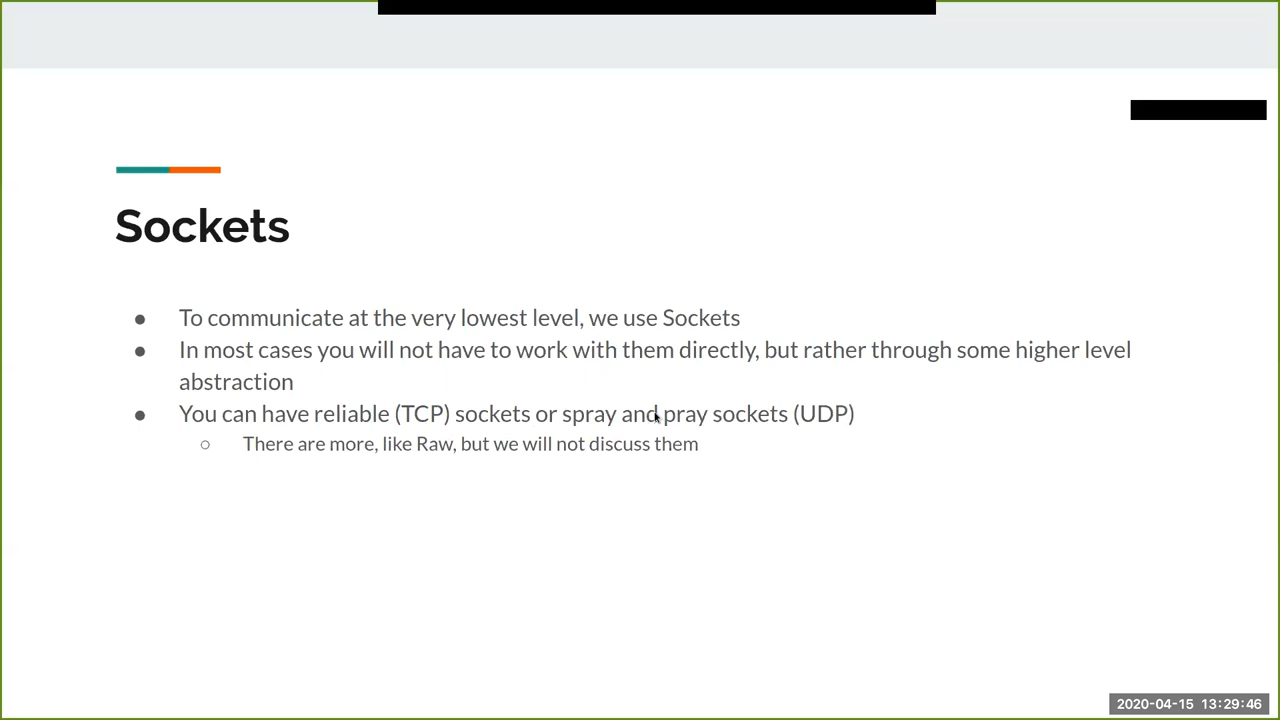 Sockets
● To communicate at the very lowest level, we use Sockets
● In most cases you will not have to work with them directly, but rather through some higher level
abstraction
● You can have reliable (TCP) sockets or spray and pray sockets (UDP)
○ There are more, like Raw, but we will not discuss them
2020-04-15 13:29:46